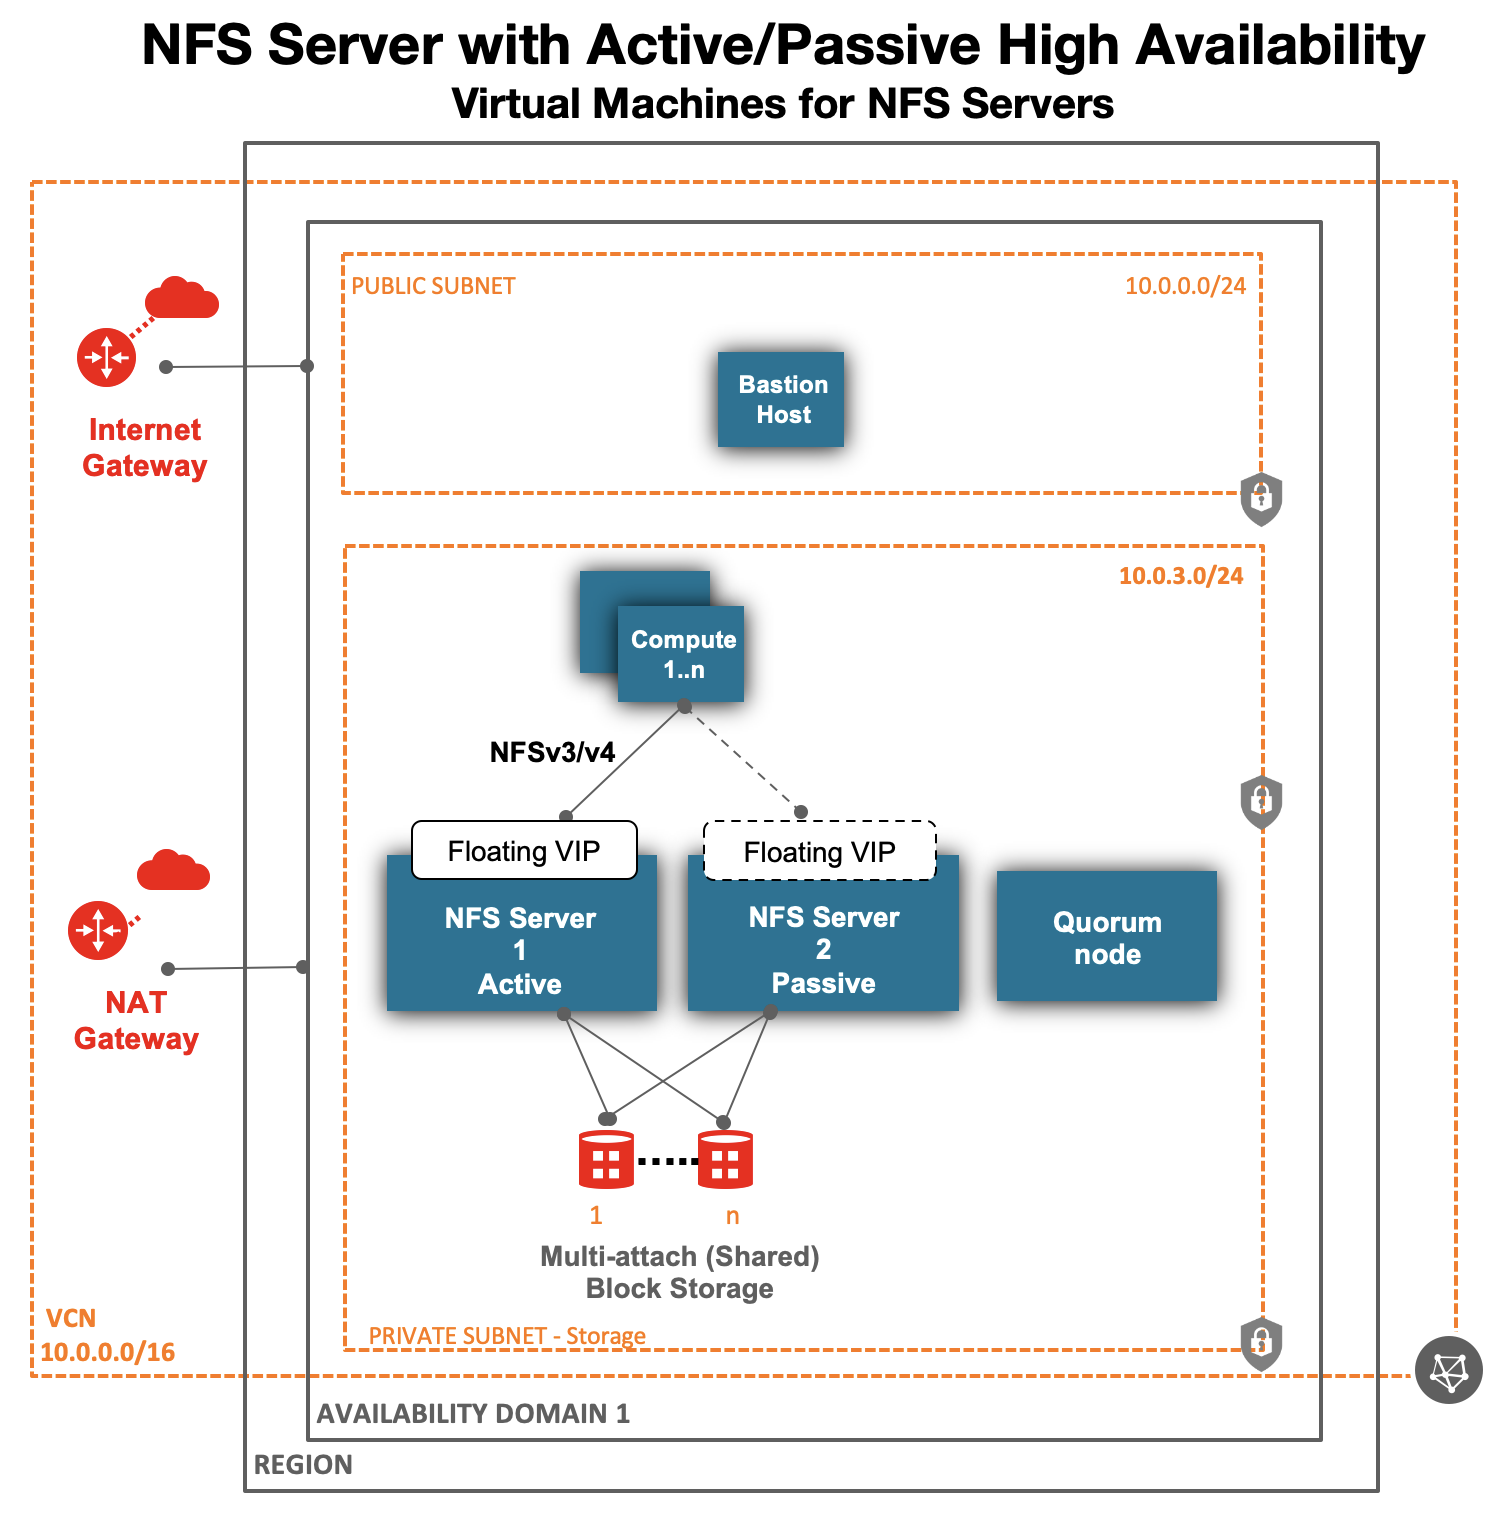 NFS Server with Active/Passive High Availability
Virtual Machines for NFS Servers
PUBLIC SUBNET
10.0.0.0/24
Bastion
Host
Internet
Gateway
10.0.3.0/24
Compute
1..n
NFSv3/v4
Floating VIP
Floating VIP
NFS Server
1
Active
NFS Server
2
Passive
Quorum
node
NAT
Gateway
1
n
Multi-attach (Shared)
Block Storage
PRIVATE SUBNET - Storage
VCN
10.0.0.0/16
AVAILABILITY DOMAIN 1
REGION